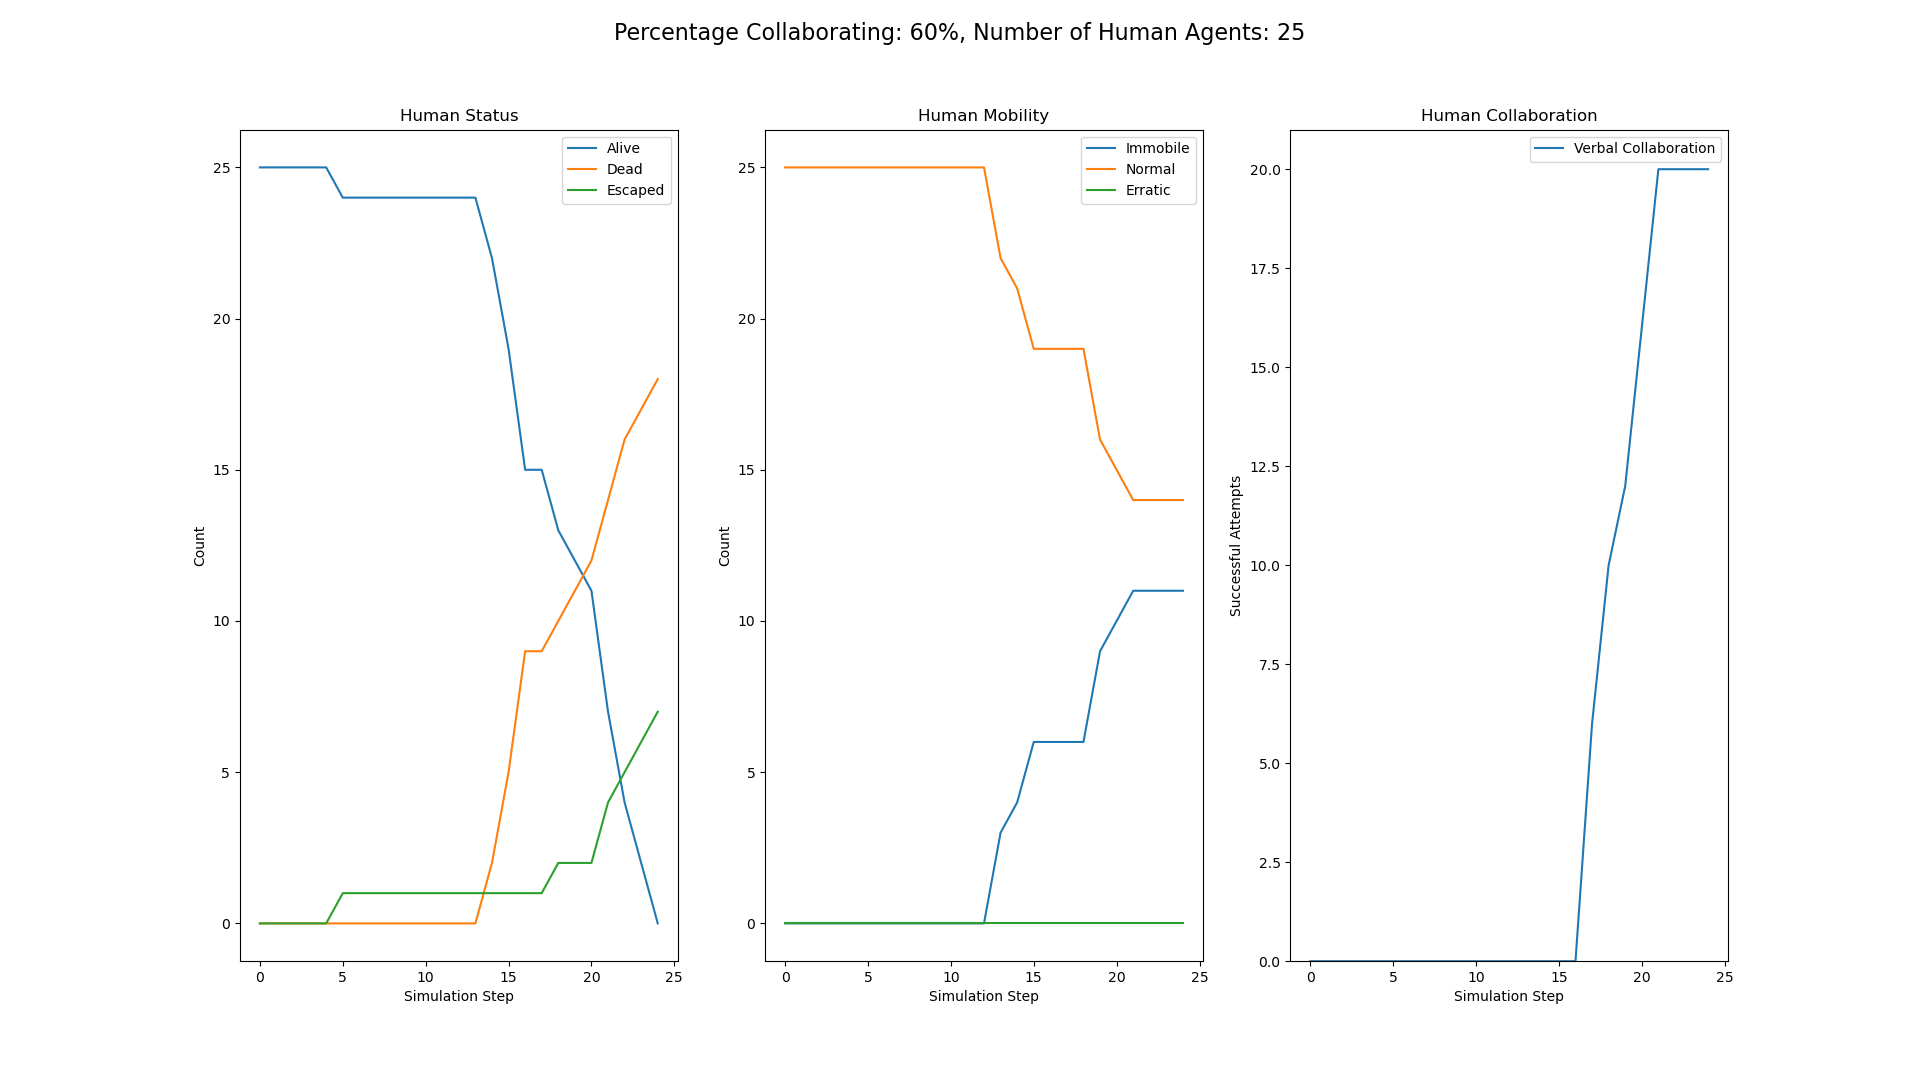 Percentage Collaborating: 60%, Number of Human Agents: 25
Human Status
Alive
Dead
Escaped
25
20
15
10
5
0
Count
0 5 10 15 20 25
Simulation Step
Human Mobility
Immobile
Normal
Erratic
25
20
15
10
5
0
Count
0 5 10 15 20 25
Simulation Step
Human Collaboration
Verbal Collaboration
20.0
17.5
15.0
12.5
10.0
7.5
5.0
2.5
0.0
Successful Attempts
0 5 10 15 20 25
Simulation Step